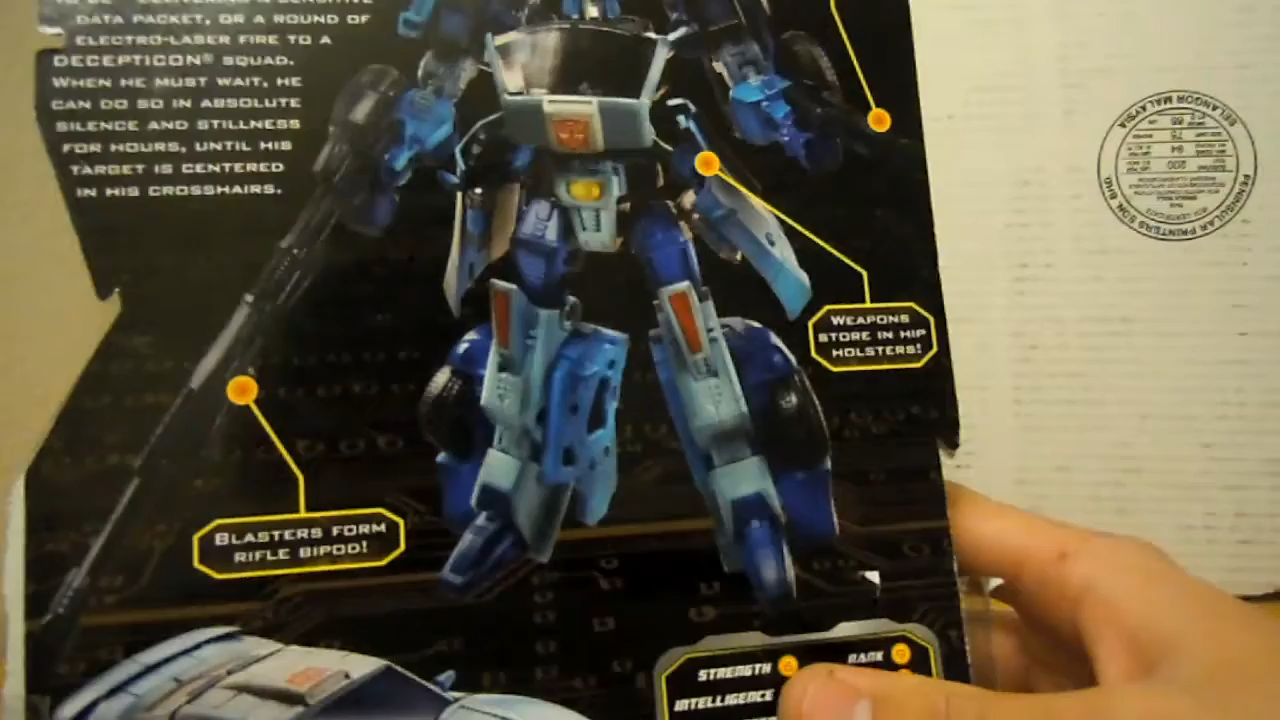 DATA PACKET, OR A ROUND OF
ELECTRO-LASER FIRE TO A
DECEPTICON® SQUAD.
WHEN HE MUST WAIT, HE
CAN DO SO IN ABSOLUTE
SILENCE AND STILLNESS
FOR HOURS, UNTIL HIS
TARGET IS CENTERED
IN HIS CROSSHAIRS.
WEAPONS
STORE IN HIP
HOLSTERS!
BLASTERS FORM
RIFLE BIPOD!
STRENGTH
RANK 9
INTELLIGENCE
PENINSULAR PRINTERS SDN. BHD.
SELANGOR MALAYSIA